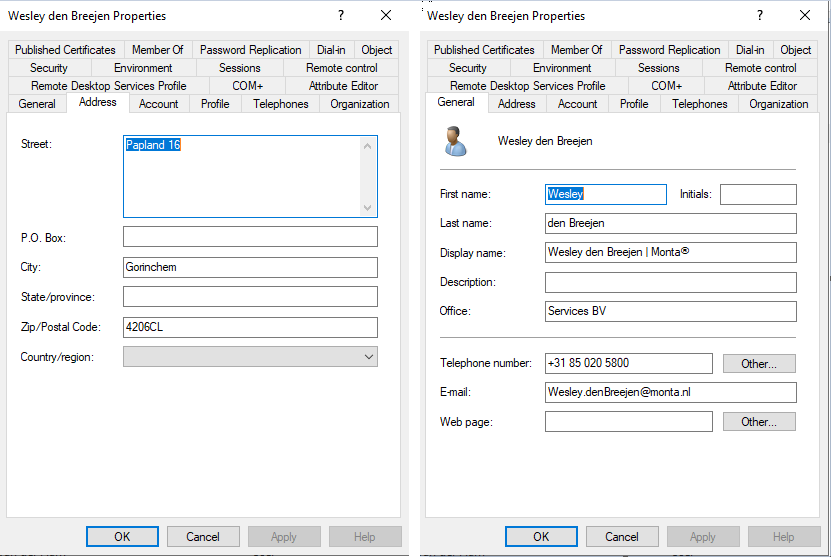 Wesley den Breejen Properties
Published Certificates Member Of Password Replication Dial-in Object
Security Environment Sessions Remote control
Remote Desktop Services Profile COM+ Attribute Editor
General Address Account Profile Telephones Organization
Street: Papland 16
P.O. Box:
City: Gorinchem
State/province:
Zip/Postal Code: 4206CL
Country/region:
OK Cancel Apply Help
Wesley den Breejen Properties
Published Certificates Member Of Password Replication Dial-in Object
Security Environment Sessions Remote control
Remote Desktop Services Profile COM+ Attribute Editor
General Address Account Profile Telephones Organization
Wesley den Breejen
First name: Wesley Initials:
Last name: den Breejen
Display name: Wesley den Breejen | Monta®
Description:
Office: Services BV
Telephone number: +31 85 020 5800 Other...
E-mail: Wesley.denBreejen@monta.nl
Web page: Other...
OK Cancel Apply Help